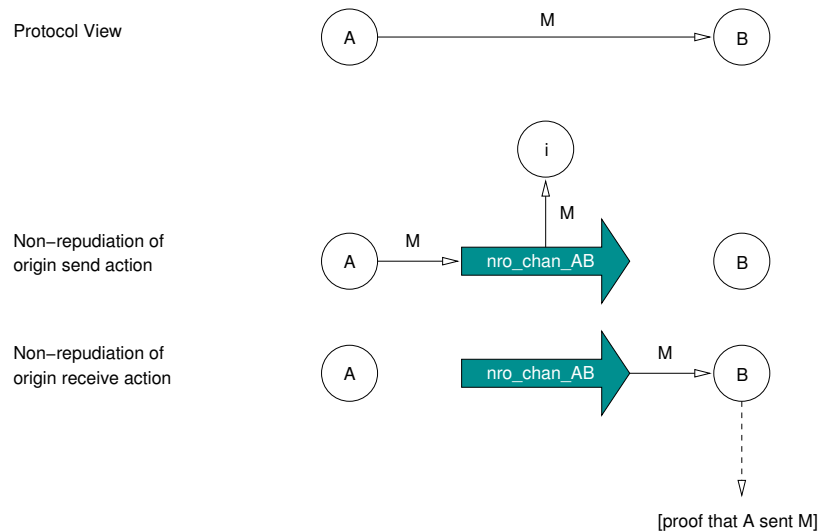 Protocol View
A
M
B
i
M
Non−repudiation of
origin send action
A
M
nro_chan_AB
B
Non−repudiation of
origin receive action
A
nro_chan_AB
M
B
[proof that A sent M]